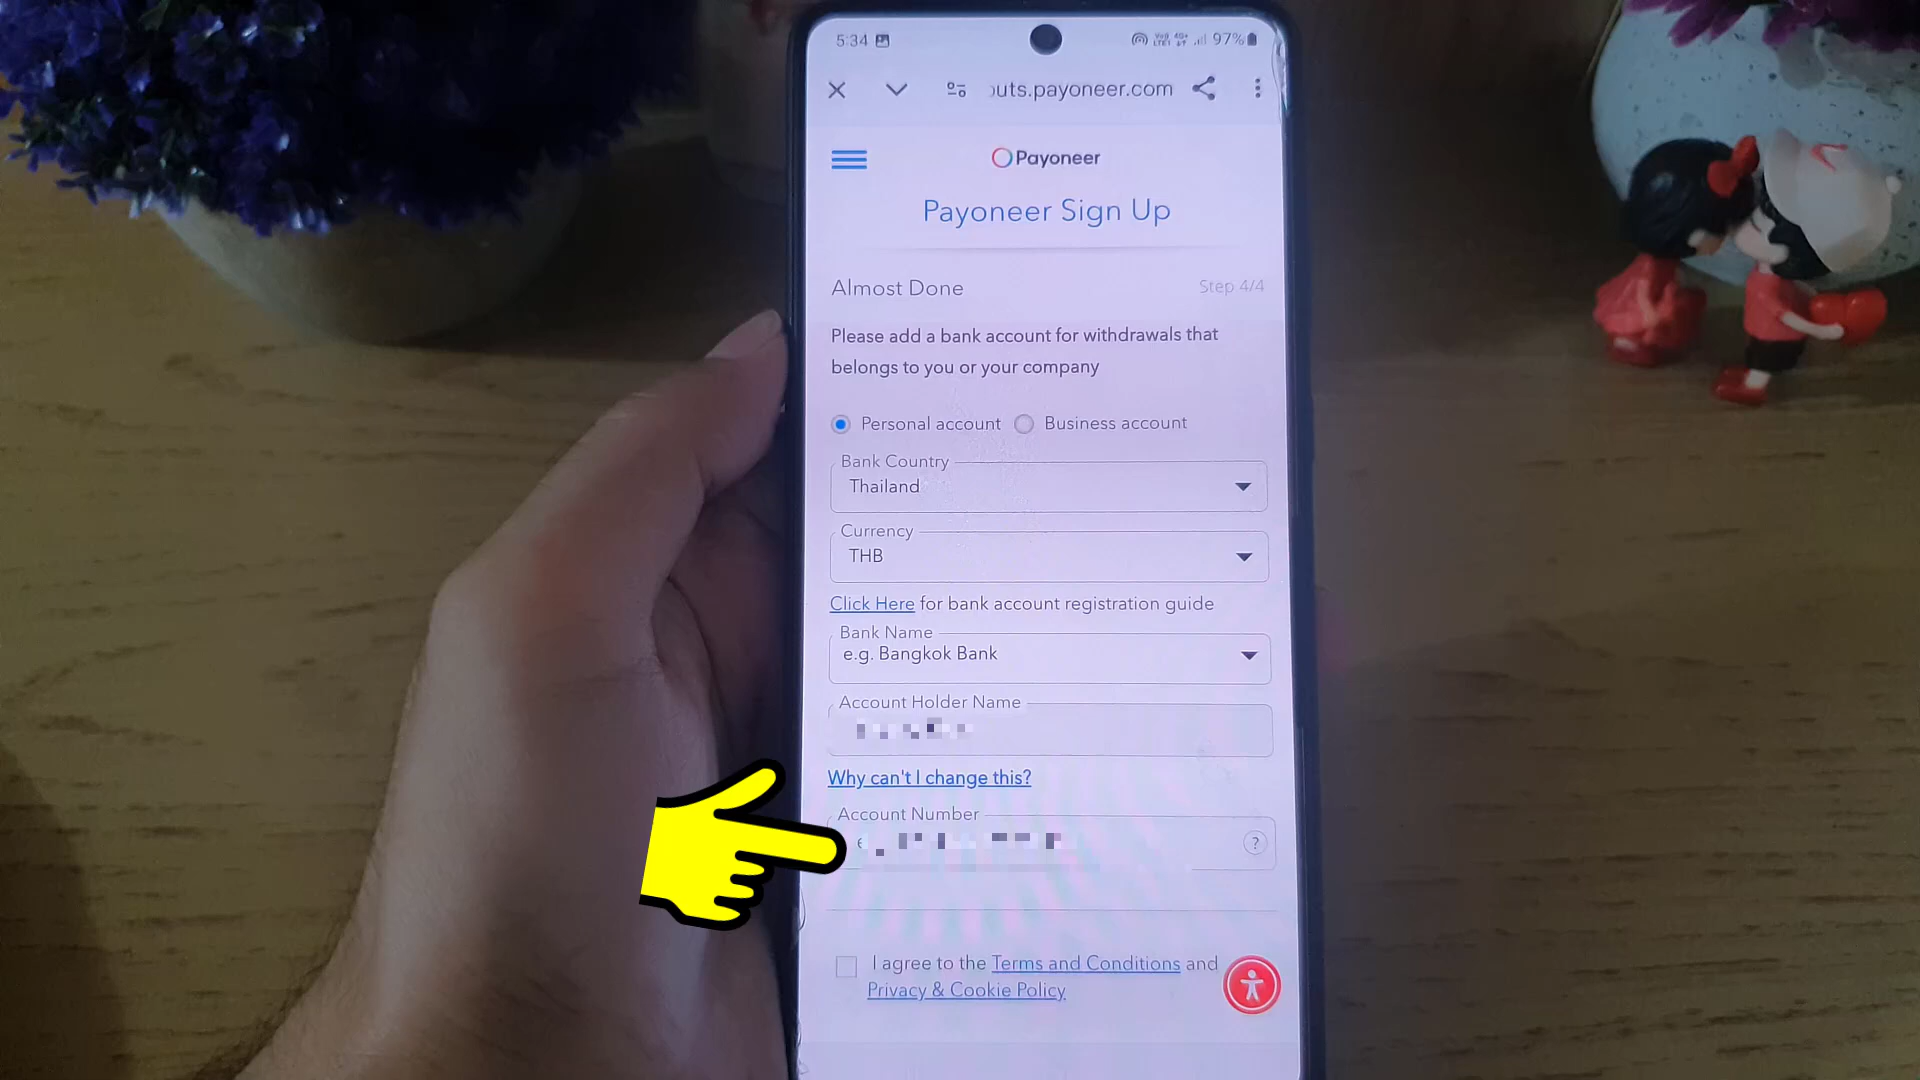 5:34 97%
outs.payoneer.com
Payoneer
Payoneer Sign Up
Almost Done Step 4/4
Please add a bank account for withdrawals that
belongs to you or your company
Personal account Business account
Bank Country
Thailand
Currency
THB
Click Here for bank account registration guide
Bank Name
e.g. Bangkok Bank
Account Holder Name
Why can't I change this?
Account Number
?
I agree to the Terms and Conditions and
Privacy & Cookie Policy